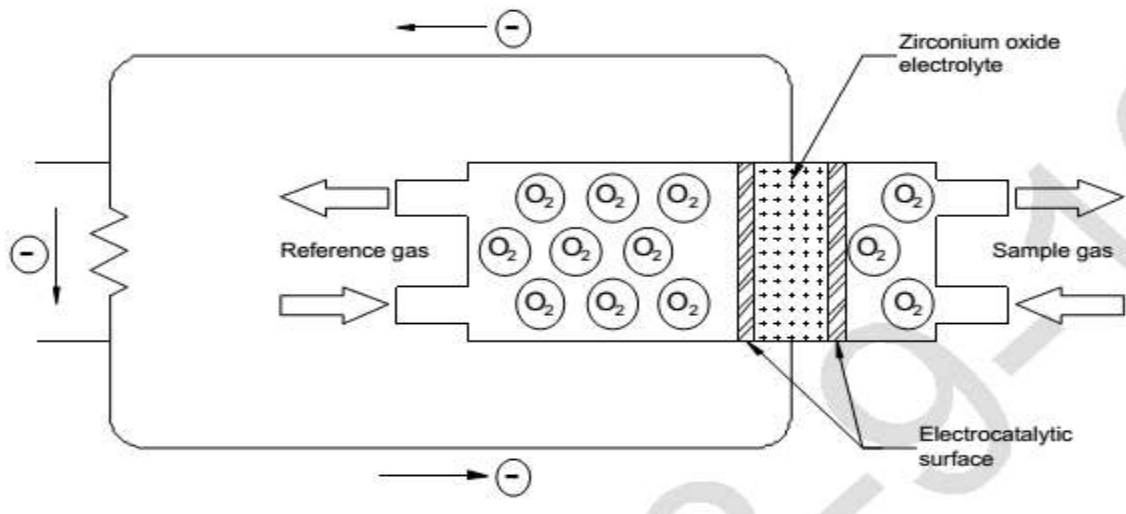 −
Zirconium oxide
electrolyte
O₂ O₂ O₂ O₂
−
Reference gas
O₂ O₂ O₂ O₂
Sample gas
O₂ O₂ O₂ O₂
Electrocatalytic
surface
−